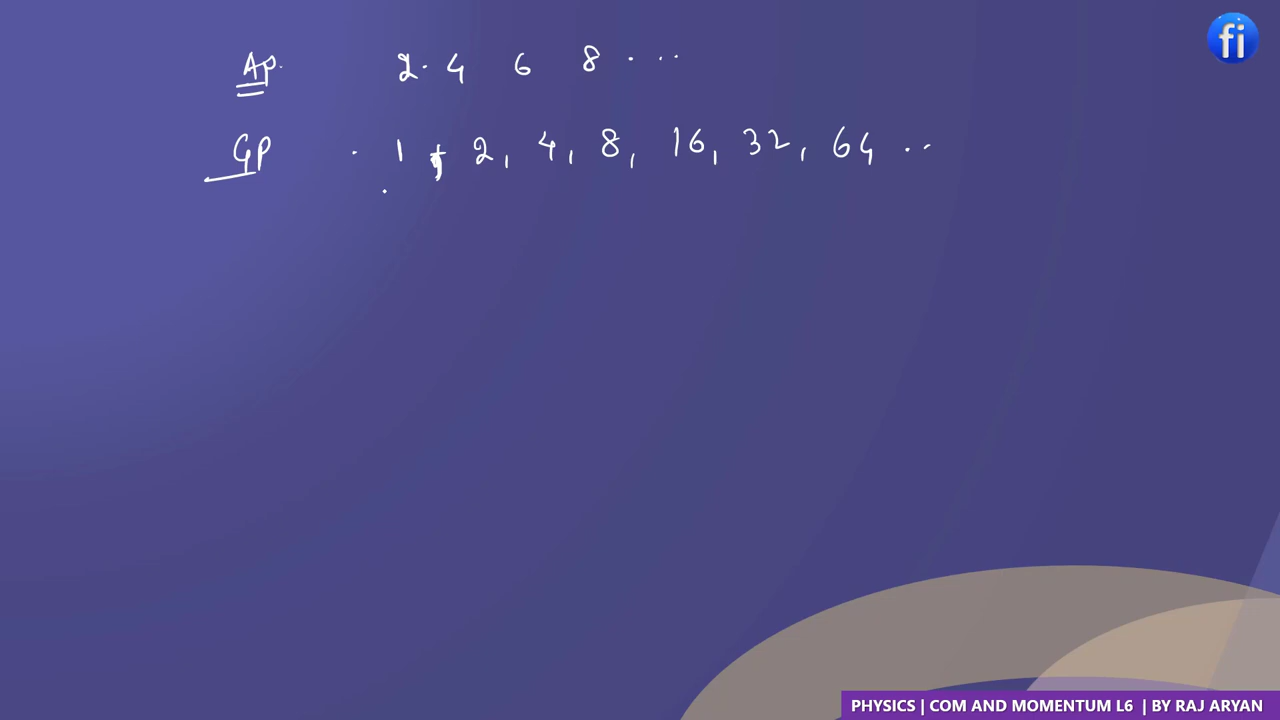 fi
Ap. 2. 4 6 8 . ...
GP . 1 , 2, 4, 8, 16, 32, 64 ..
PHYSICS | COM AND MOMENTUM L6 | BY RAJ ARYAN